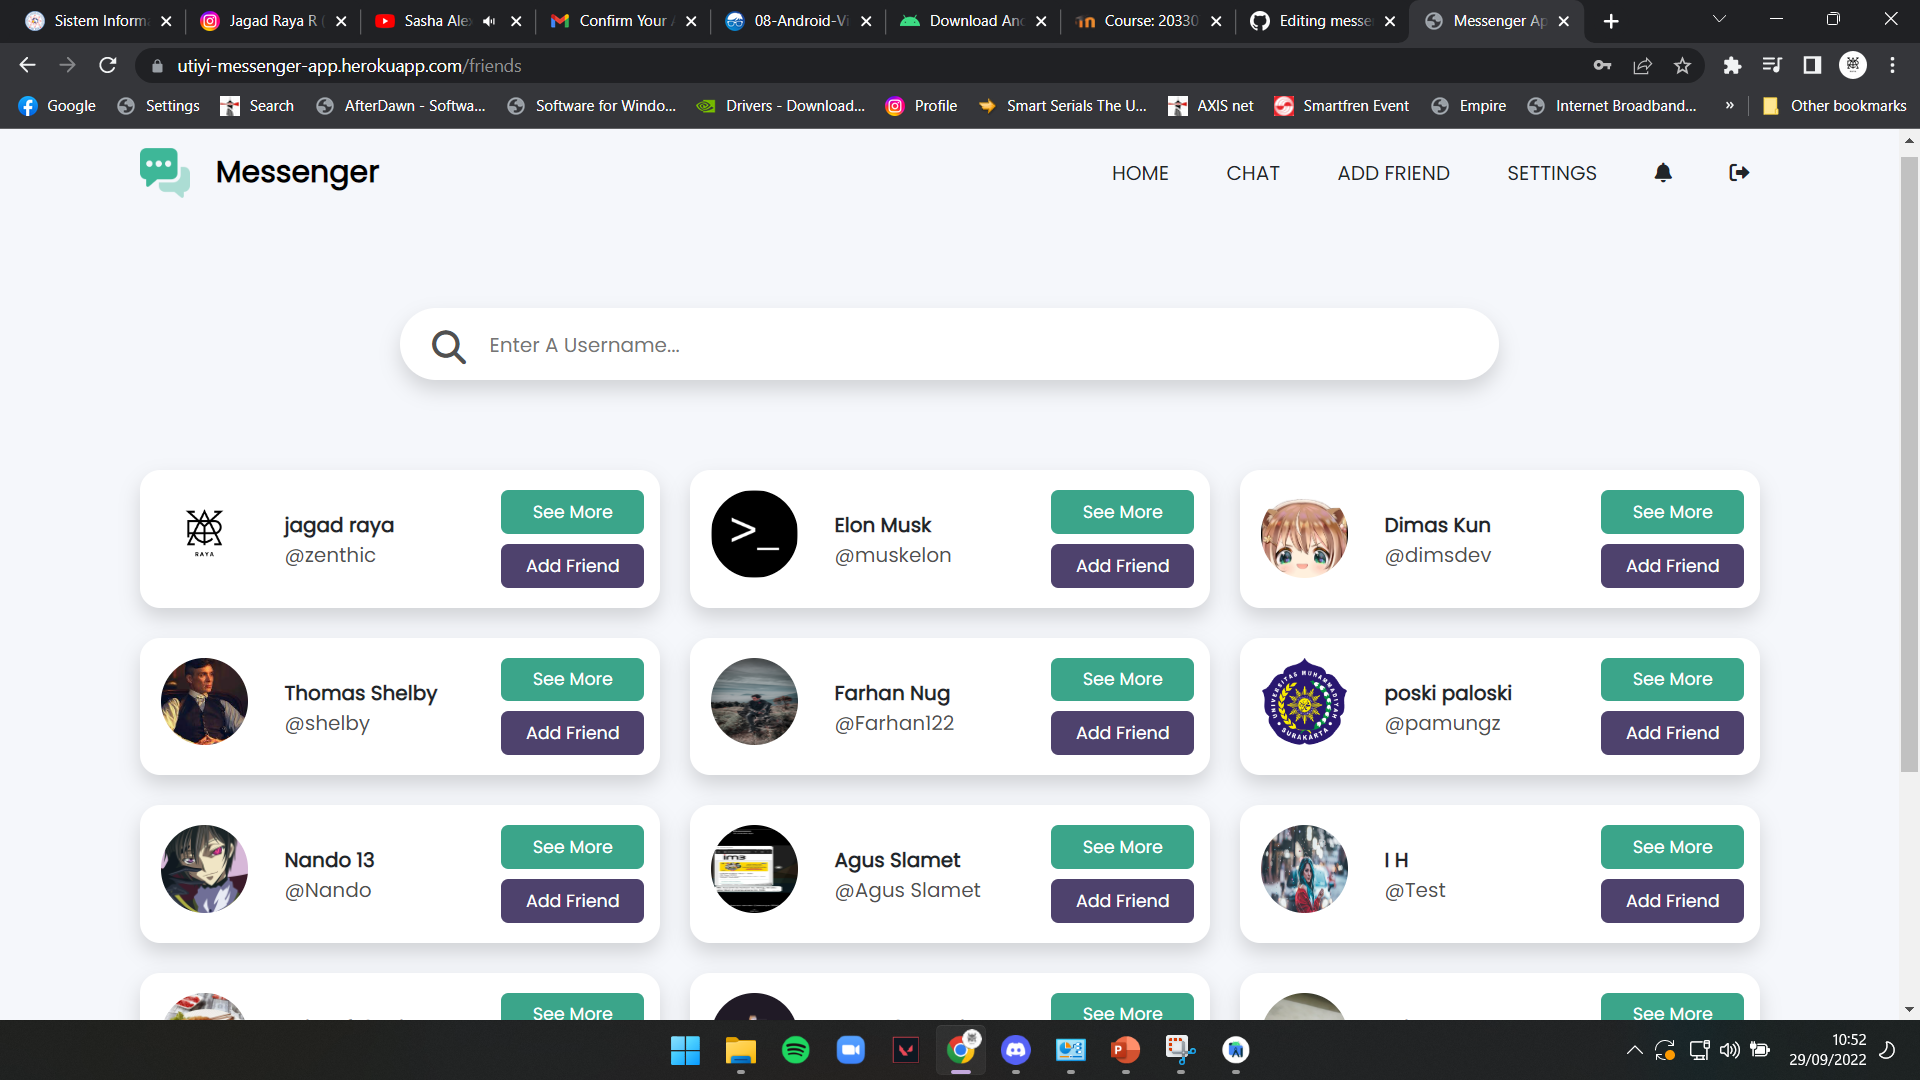 Sistem Inform
Jagad Raya R (
Sasha Ale
Confirm Your
08-Android-Vi
Download And
Course: 20330
Editing messe
Messenger Ap
utiyi-messenger-app.herokuapp.com/friends
Google
Settings
Search
AfterDawn - Softwa...
Software for Windo...
Drivers - Download...
Profile
Smart Serials The U...
AXIS net
Smartfren Event
Empire
Internet Broadband...
»
Other bookmarks
Messenger
HOME
CHAT
ADD FRIEND
SETTINGS
Enter A Username...
RAYA
jagad raya
@zenthic
See More
Add Friend
>_
Elon Musk
@muskelon
See More
Add Friend
Dimas Kun
@dimsdev
See More
Add Friend
Thomas Shelby
@shelby
See More
Add Friend
Farhan Nug
@Farhan122
See More
Add Friend
UNIVERSITAS MUHAMMADIYAH
SURAKARTA
poski paloski
@pamungz
See More
Add Friend
Nando 13
@Nando
See More
Add Friend
im3
Agus Slamet
@Agus Slamet
See More
Add Friend
I H
@Test
See More
Add Friend
See More
See More
See More
10:52
29/09/2022